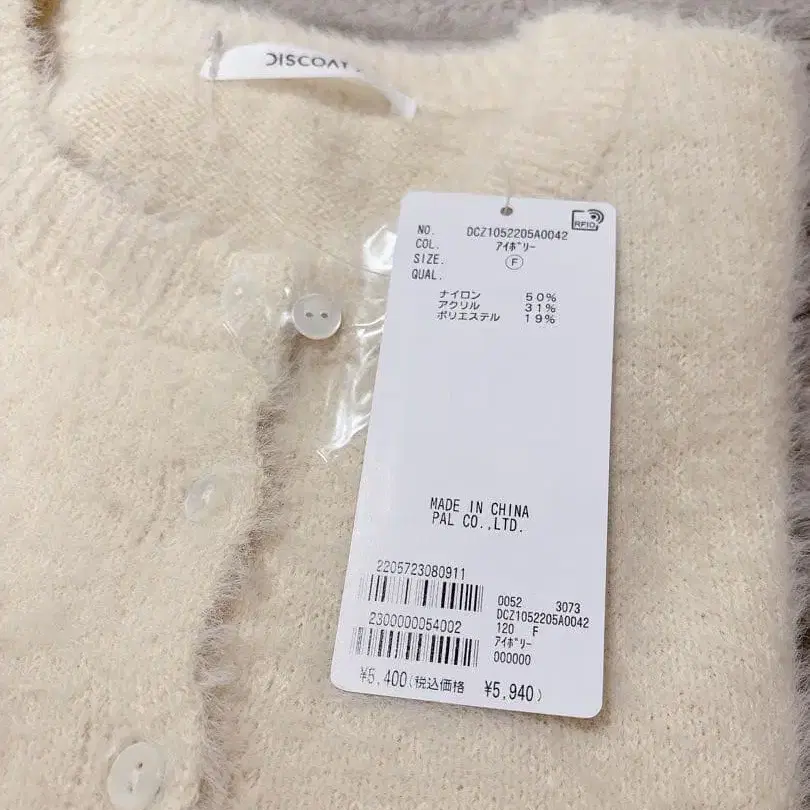 DISCOAT
RFID
NO. DCZ1052205A0042
COL. アイボリー
SIZE. F
QUAL.
ナイロン 50%
アクリル 31%
ポリエステル 19%
MADE IN CHINA
PAL CO.,LTD.
2205723080911
2300000054002
0052 3073
DCZ1052205A0042
120 F
アイボリー
000000
¥5,400(税込価格 ¥5,940)